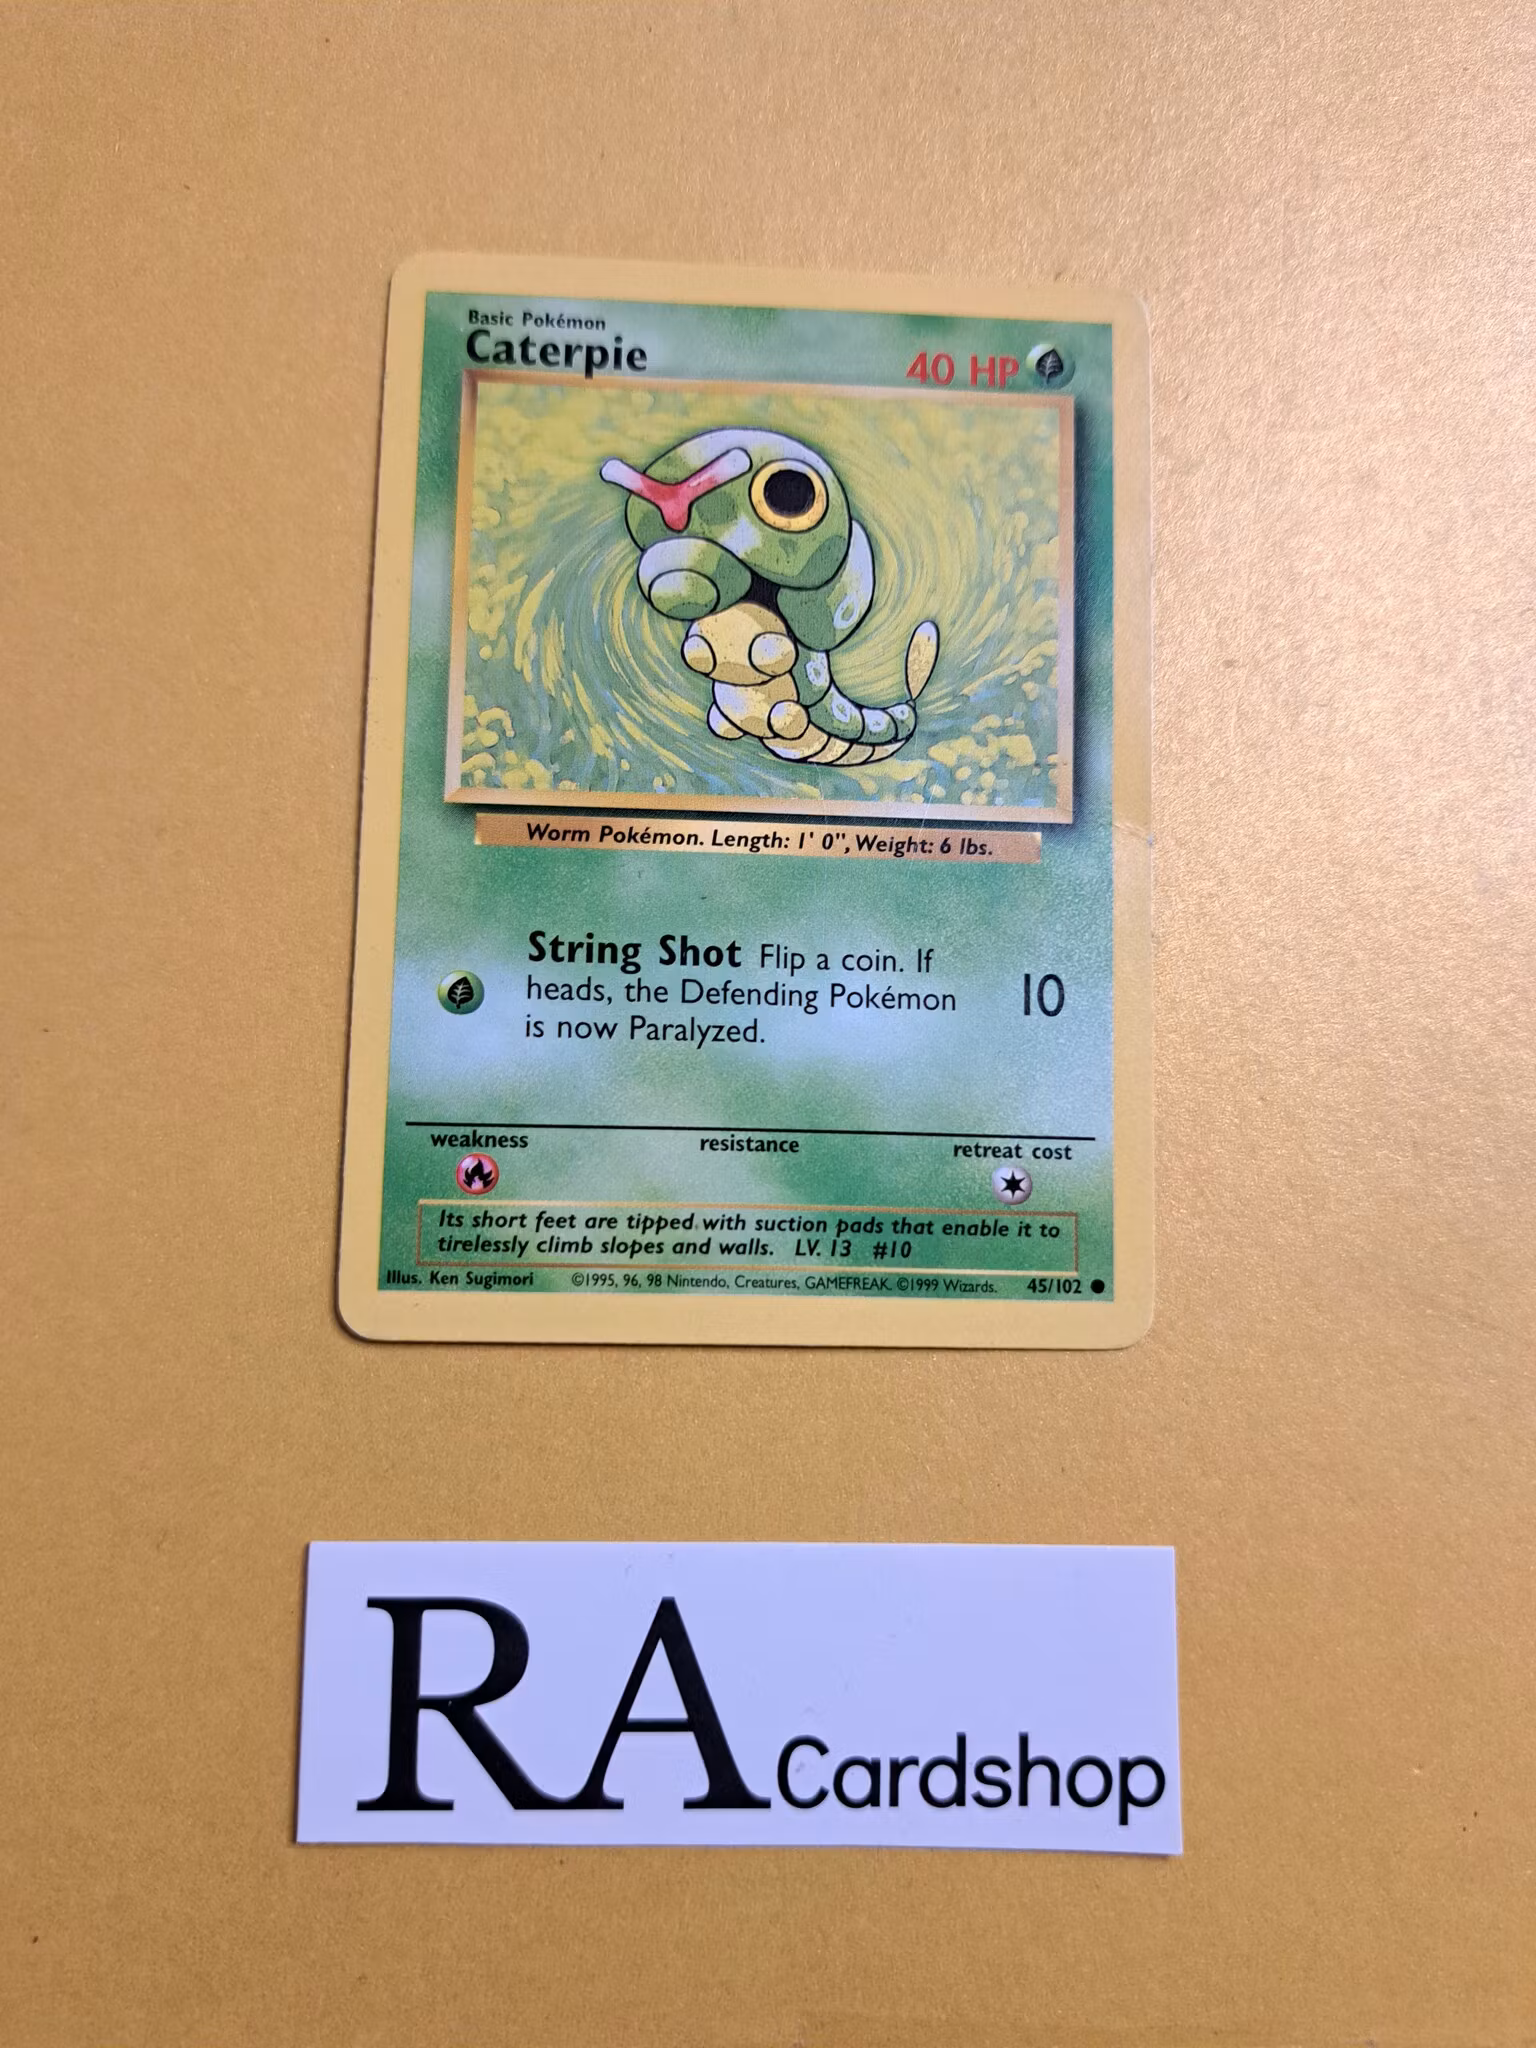 Basic Pokémon
Caterpie
40 HP
Worm Pokémon. Length: 1' 0", Weight: 6 lbs.
String Shot Flip a coin. If
heads, the Defending Pokémon
is now Paralyzed.
10
weakness resistance retreat cost
Its short feet are tipped with suction pads that enable it to
tirelessly climb slopes and walls. LV. 13 #10
Illus. Ken Sugimori ©1995, 96, 98 Nintendo, Creatures, GAMEFREAK. ©1999 Wizards. 45/102
RA Cardshop